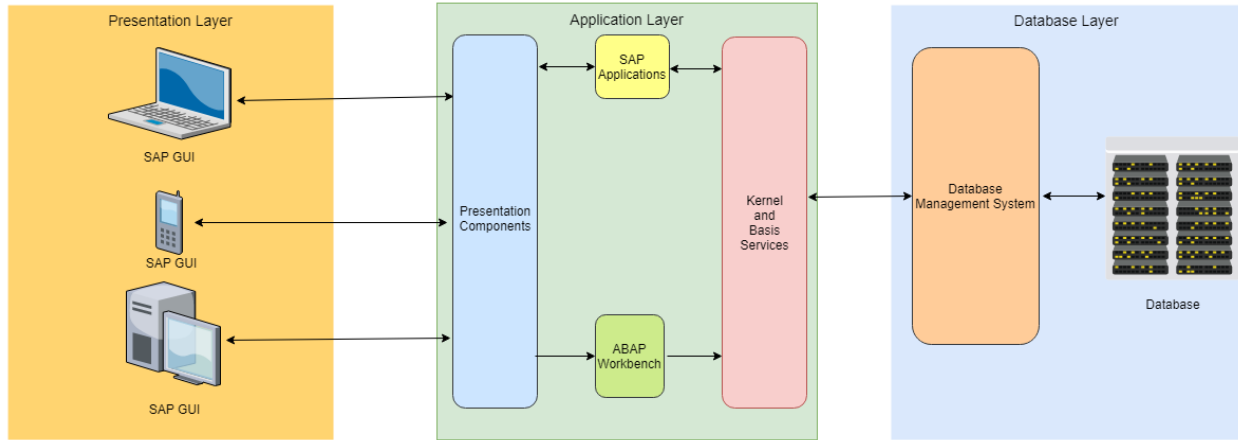 Presentation Layer
SAP GUI
SAP GUI
SAP GUI
Application Layer
Presentation
Components
SAP
Applications
ABAP
Workbench
Kernel
and
Basis
Services
Database Layer
Database
Management System
Database